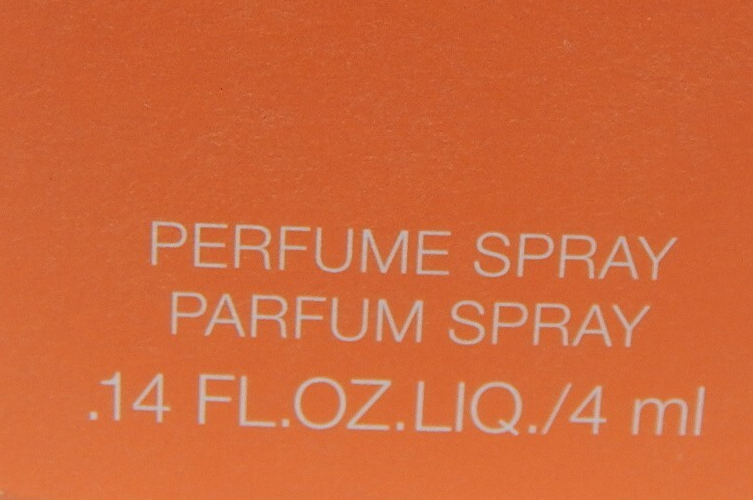 PERFUME SPRAY
PARFUM SPRAY
.14 FL.OZ.LIQ./4 ml